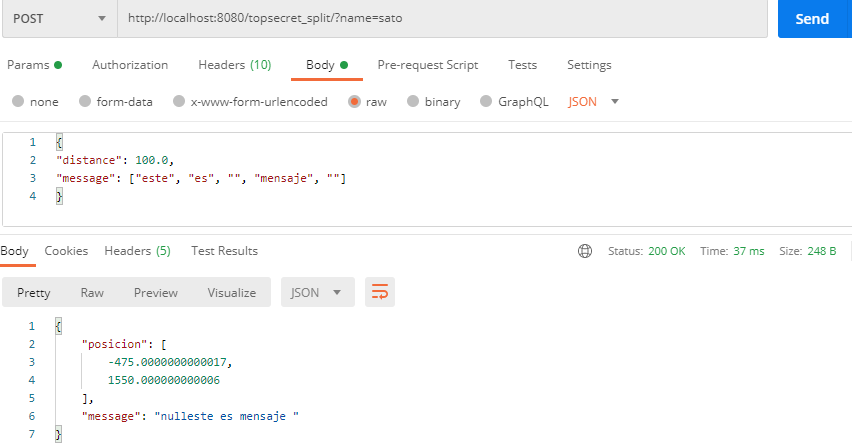 POST http://localhost:8080/topsecret_split/?name=sato Send
Params Authorization Headers (10) Body Pre-request Script Tests Settings
none form-data x-www-form-urlencoded raw binary GraphQL JSON
1 {
2 "distance": 100.0,
3 "message": ["este", "es", "", "mensaje", ""]
4 }
Body Cookies Headers (5) Test Results Status: 200 OK Time: 37 ms Size: 248 B
Pretty Raw Preview Visualize JSON
1 {
2 "posicion": [
3 -475.0000000000017,
4 1550.000000000006
5 ],
6 "message": "nulleste es mensaje "
7 }